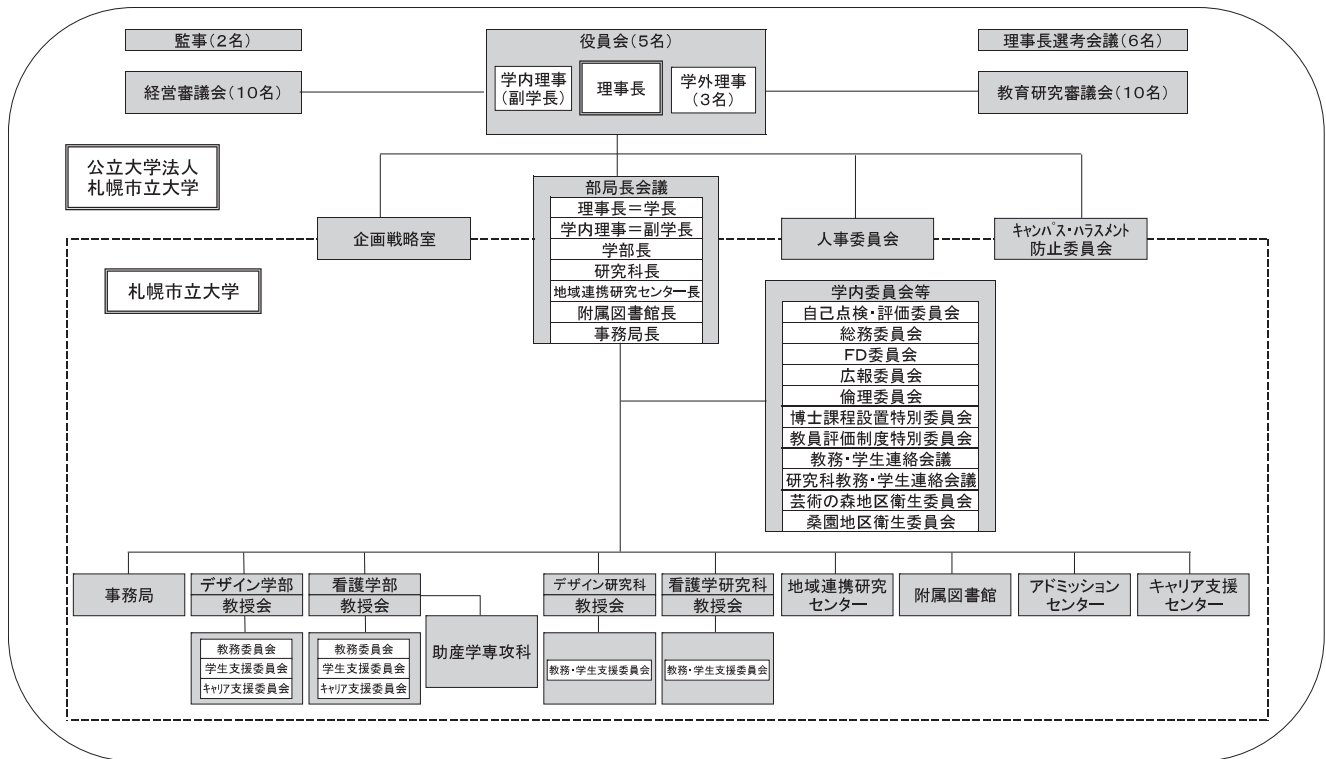 監事(2名)
役員会(5名)
理事長選考会議(6名)
経営審議会(10名)
学内理事
(副学長)
理事長
学外理事
(3名)
教育研究審議会(10名)
公立大学法人
札幌市立大学
企画戦略室
部局長会議
理事長=学長
学内理事=副学長
学部長
研究科長
地域連携研究センター長
附属図書館長
事務局長
人事委員会
キャンパス・ハラスメント
防止委員会
札幌市立大学
学内委員会等
自己点検・評価委員会
総務委員会
FD委員会
広報委員会
倫理委員会
博士課程設置特別委員会
教員評価制度特別委員会
教務・学生連絡会議
研究科教務・学生連絡会議
芸術の森地区衛生委員会
桑園地区衛生委員会
事務局
デザイン学部
教授会
教務委員会
学生支援委員会
キャリア支援委員会
看護学部
教授会
教務委員会
学生支援委員会
キャリア支援委員会
助産学専攻科
デザイン研究科
教授会
教務・学生支援委員会
看護学研究科
教授会
教務・学生支援委員会
地域連携研究
センター
附属図書館
アドミッション
センター
キャリア支援
センター